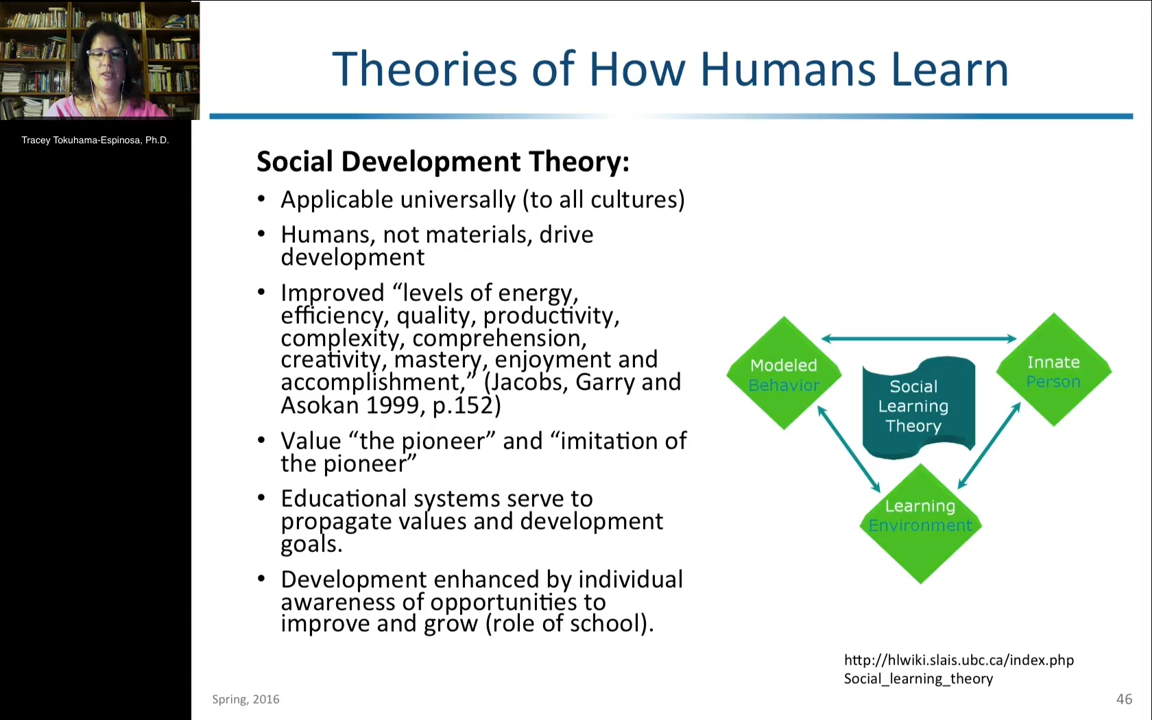 Theories of How Humans Learn
Tracey Tokuhama-Espinosa, Ph.D.
Social Development Theory:
• Applicable universally (to all cultures)
• Humans, not materials, drive
development
• Improved “levels of energy,
efficiency, quality, productivity,
complexity, comprehension,
creativity, mastery, enjoyment and
accomplishment,” (Jacobs, Garry and
Asokan 1999, p.152)
• Value “the pioneer” and “imitation of
the pioneer”
• Educational systems serve to
propagate values and development
goals.
• Development enhanced by individual
awareness of opportunities to
improve and grow (role of school).
Modeled
Behavior
Innate
Person
Social
Learning
Theory
Learning
Environment
http://hlwiki.slais.ubc.ca/index.php
Social_learning_theory
Spring, 2016
46